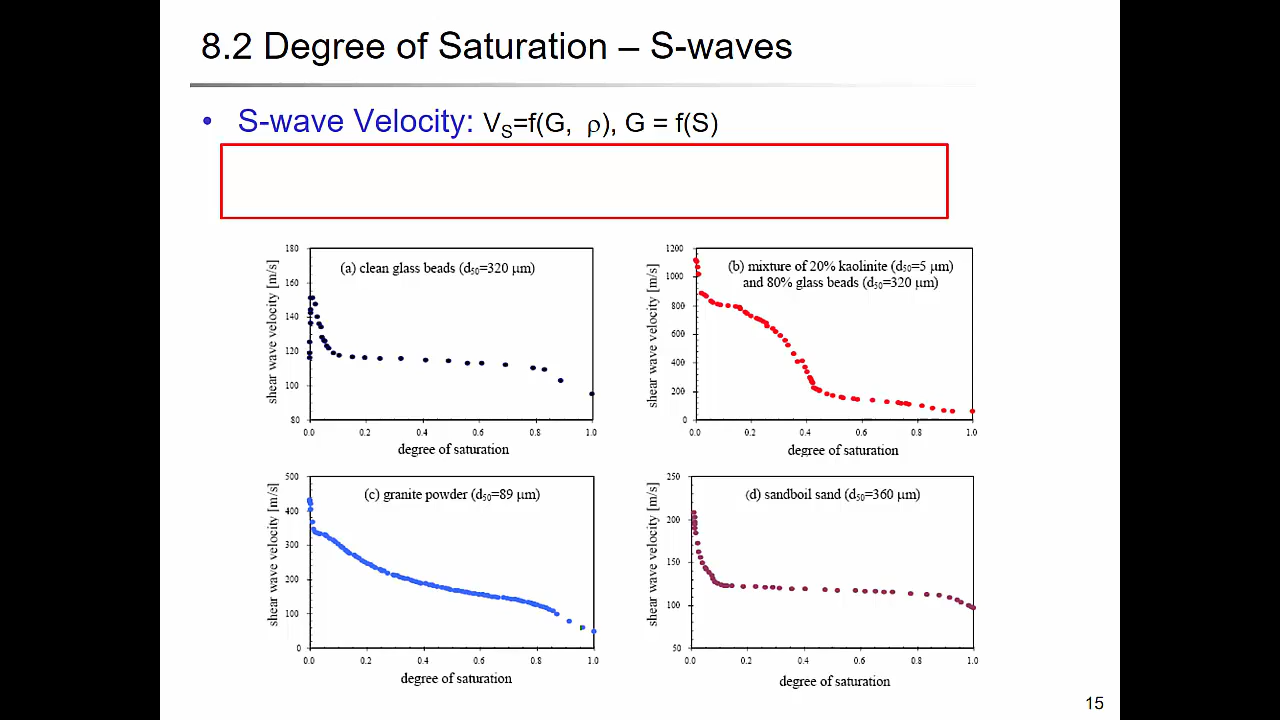 8.2 Degree of Saturation – S-waves
• S-wave Velocity: VS=f(G, ρ), G = f(S)
(a) clean glass beads (d50=320 μm)
shear wave velocity [m/s]
180
160
140
120
100
80
0.0 0.2 0.4 0.6 0.8 1.0
degree of saturation
(b) mixture of 20% kaolinite (d50=5 μm)
and 80% glass beads (d50=320 μm)
shear wave velocity [m/s]
1200
1000
800
600
400
200
0
0.0 0.2 0.4 0.6 0.8 1.0
degree of saturation
(c) granite powder (d50=89 μm)
shear wave velocity [m/s]
500
400
300
200
100
0
0.0 0.2 0.4 0.6 0.8 1.0
degree of saturation
(d) sandboil sand (d50=360 μm)
shear wave velocity [m/s]
250
200
150
100
50
0.0 0.2 0.4 0.6 0.8 1.0
degree of saturation
15